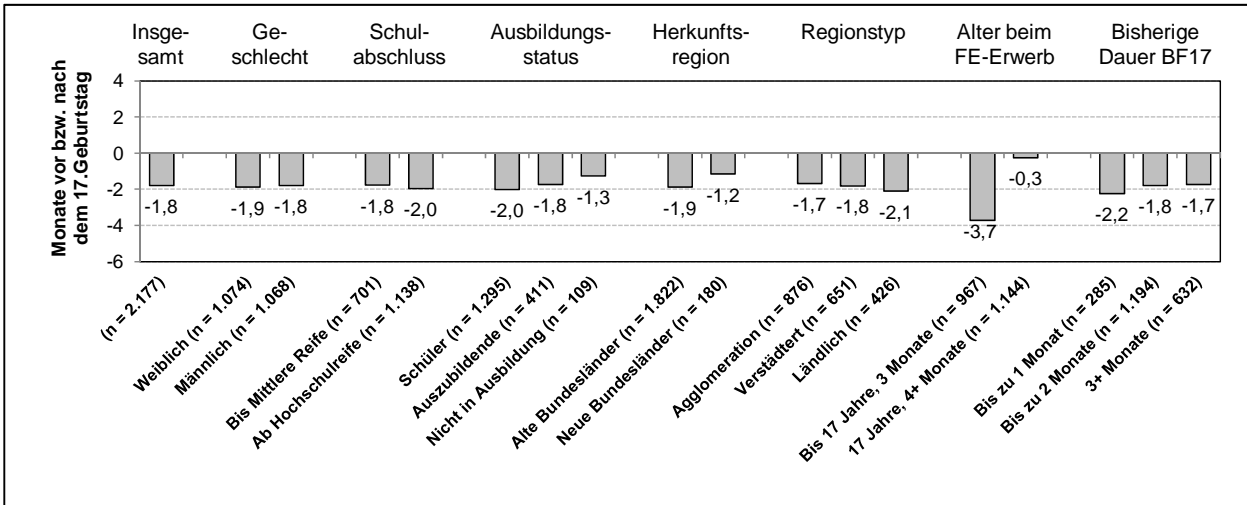 Insge-
samt
Ge-
schlecht
Schul-
abschluss
Ausbildungs-
status
Herkunfts-
region
Regionstyp
Alter beim
FE-Erwerb
Bisherige
Dauer BF17
Monate vor bzw. nach
dem 17.Geburtstag
4
2
0
-2
-4
-6
-1,8
-1,9
-1,8
-1,8
-2,0
-2,0
-1,8
-1,3
-1,9
-1,2
-1,7
-1,8
-2,1
-3,7
-0,3
-2,2
-1,8
-1,7
(n = 2.177)
Weiblich (n = 1.074)
Männlich (n = 1.068)
Bis Mittlere Reife (n = 701)
Ab Hochschulreife (n = 1.138)
Schüler (n = 1.295)
Auszubildende (n = 411)
Nicht in Ausbildung (n = 109)
Alte Bundesländer (n = 1.822)
Neue Bundesländer (n = 180)
Agglomeration (n = 876)
Verstädtert (n = 651)
Ländlich (n = 426)
Bis 17 Jahre, 3 Monate (n = 967)
17 Jahre, 4+ Monate (n = 1.144)
Bis zu 1 Monat (n = 285)
Bis zu 2 Monate (n = 1.194)
3+ Monate (n = 632)